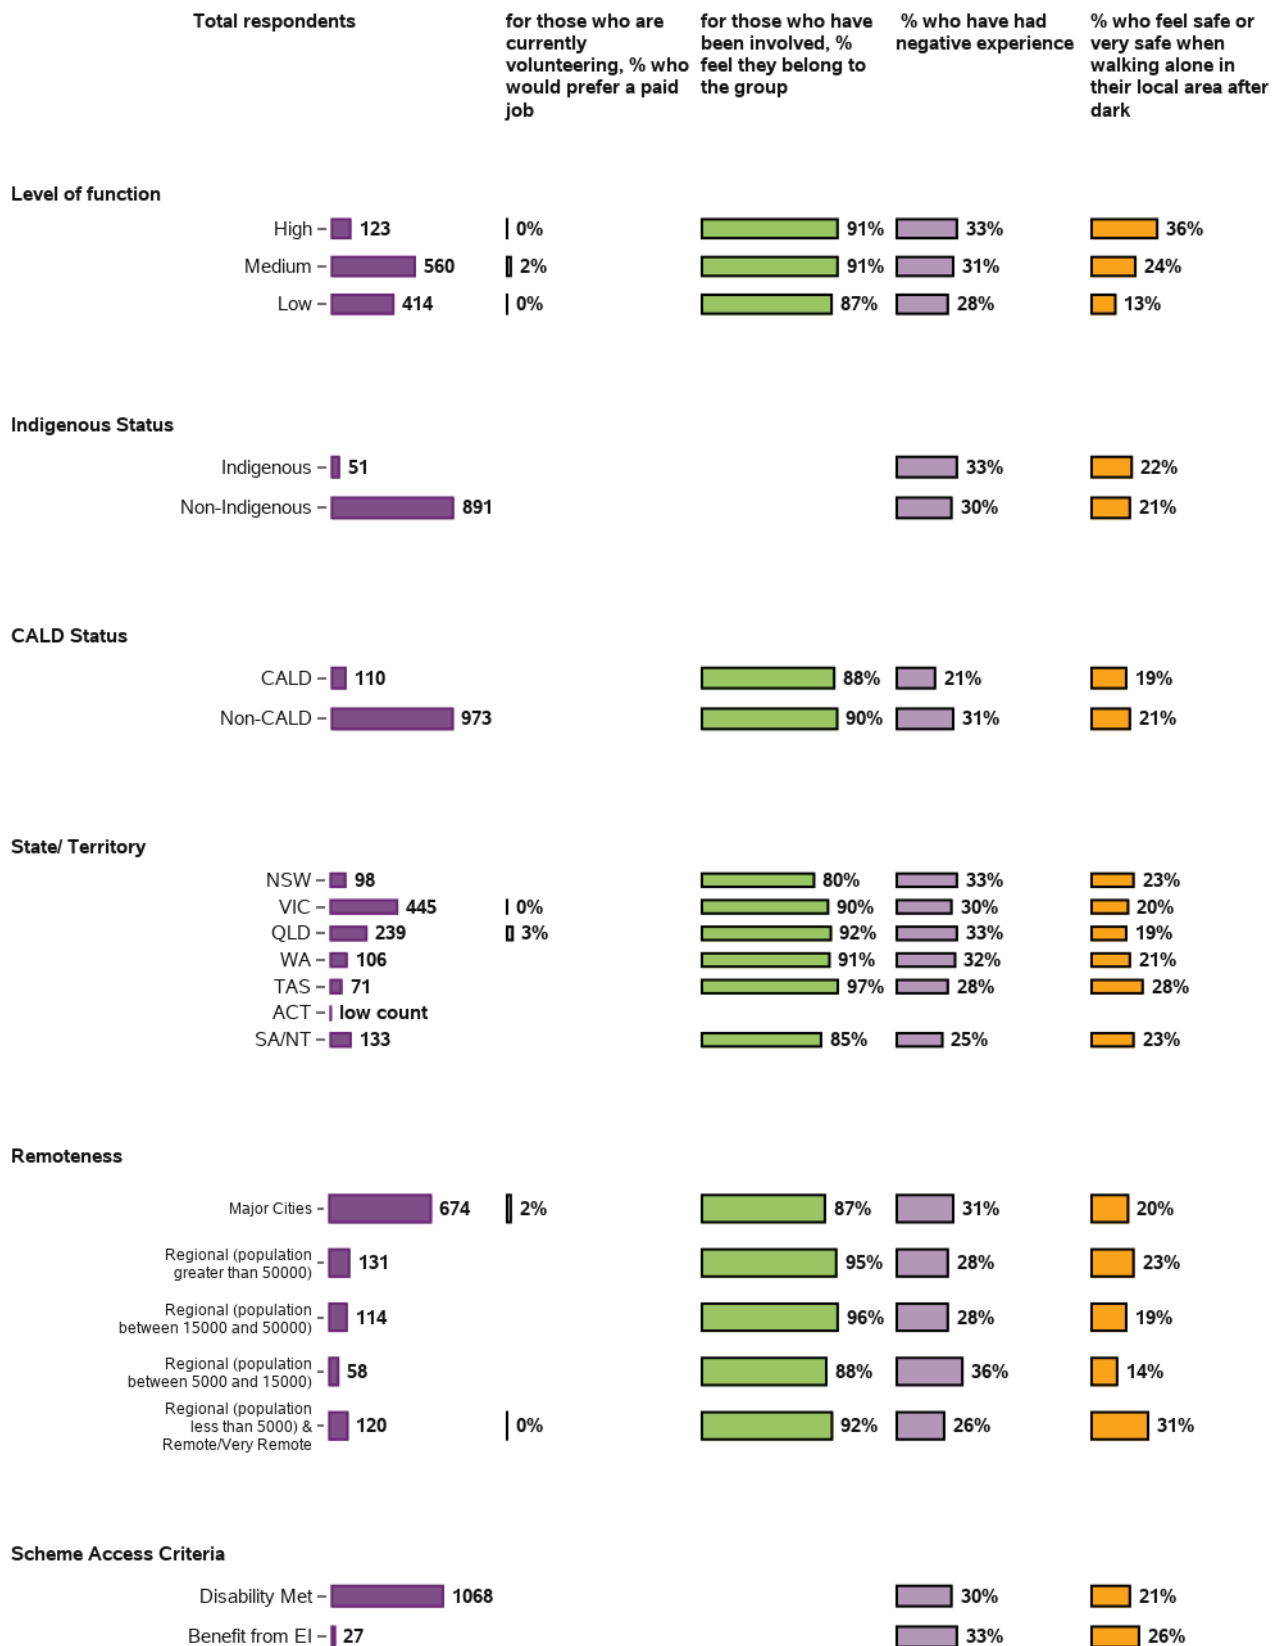 Total respondents
for those who are
currently
volunteering, % who
would prefer a paid
job
for those who have
been involved, %
feel they belong to
the group
% who have had
negative experience
% who feel safe or
very safe when
walking alone in
their local area after
dark
Level of function
High 123 0% 91% 33% 36%
Medium 560 2% 91% 31% 24%
Low 414 0% 87% 28% 13%
Indigenous Status
Indigenous 51 33% 22%
Non-Indigenous 891 30% 21%
CALD Status
CALD 110 88% 21% 19%
Non-CALD 973 90% 31% 21%
State/ Territory
NSW 98 80% 33% 23%
VIC 445 0% 90% 30% 20%
QLD 239 3% 92% 33% 19%
WA 106 91% 32% 21%
TAS 71 97% 28% 28%
ACT low count
SA/NT 133 85% 25% 23%
Remoteness
Major Cities 674 2% 87% 31% 20%
Regional (population
greater than 50000) 131 95% 28% 23%
Regional (population
between 15000 and 50000) 114 96% 28% 19%
Regional (population
between 5000 and 15000) 58 88% 36% 14%
Regional (population
less than 5000) & 120 0% 92% 26% 31%
Remote/Very Remote
Scheme Access Criteria
Disability Met 1068 30% 21%
Benefit from EI 27 33% 26%